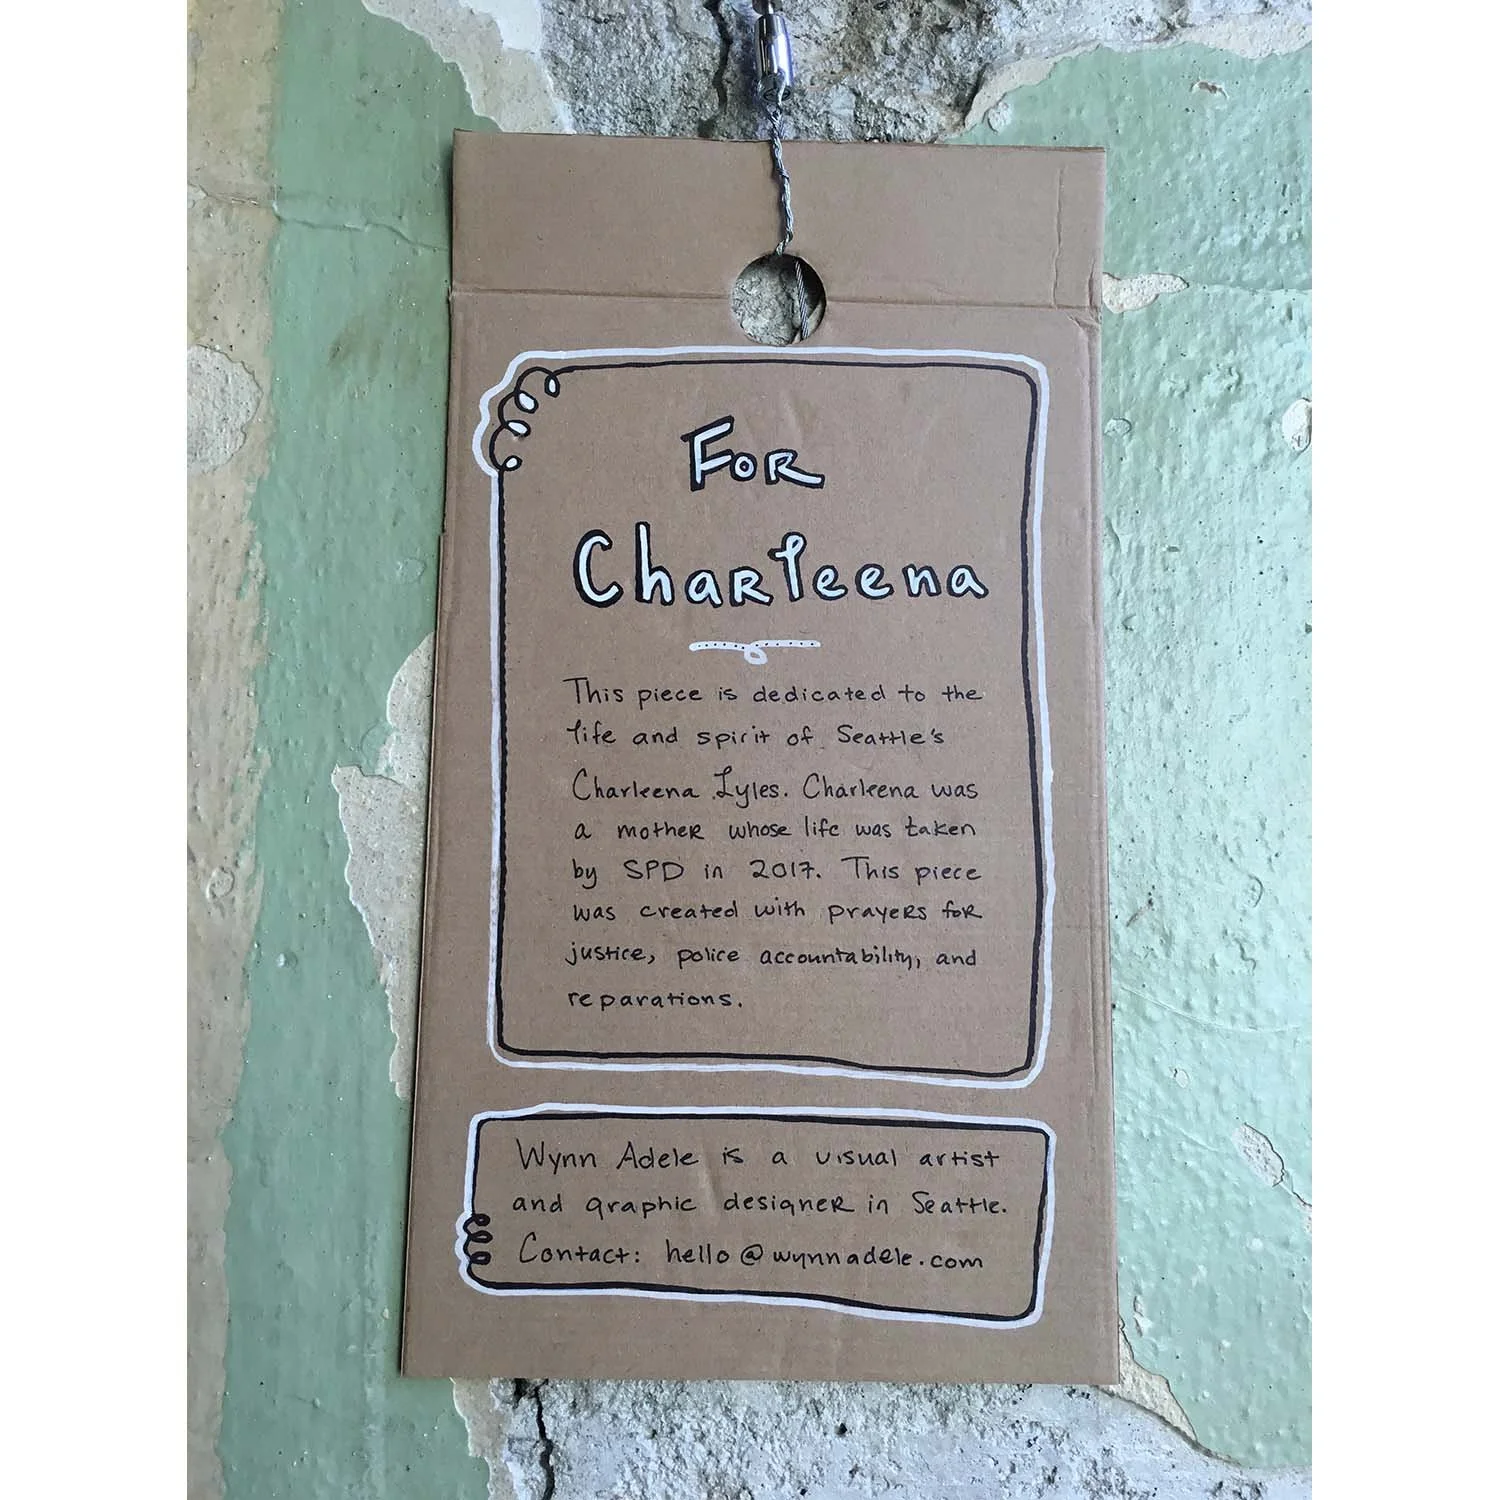 For
Charleena
This piece is dedicated to the
life and spirit of Seattle's
Charleena Lyles. Charleena was
a mother whose life was taken
by SPD in 2017. This piece
was created with prayers for
justice, police accountability, and
reparations.
Wynn Adele is a visual artist
and graphic designer in Seattle.
Contact: hello@wynnadele.com